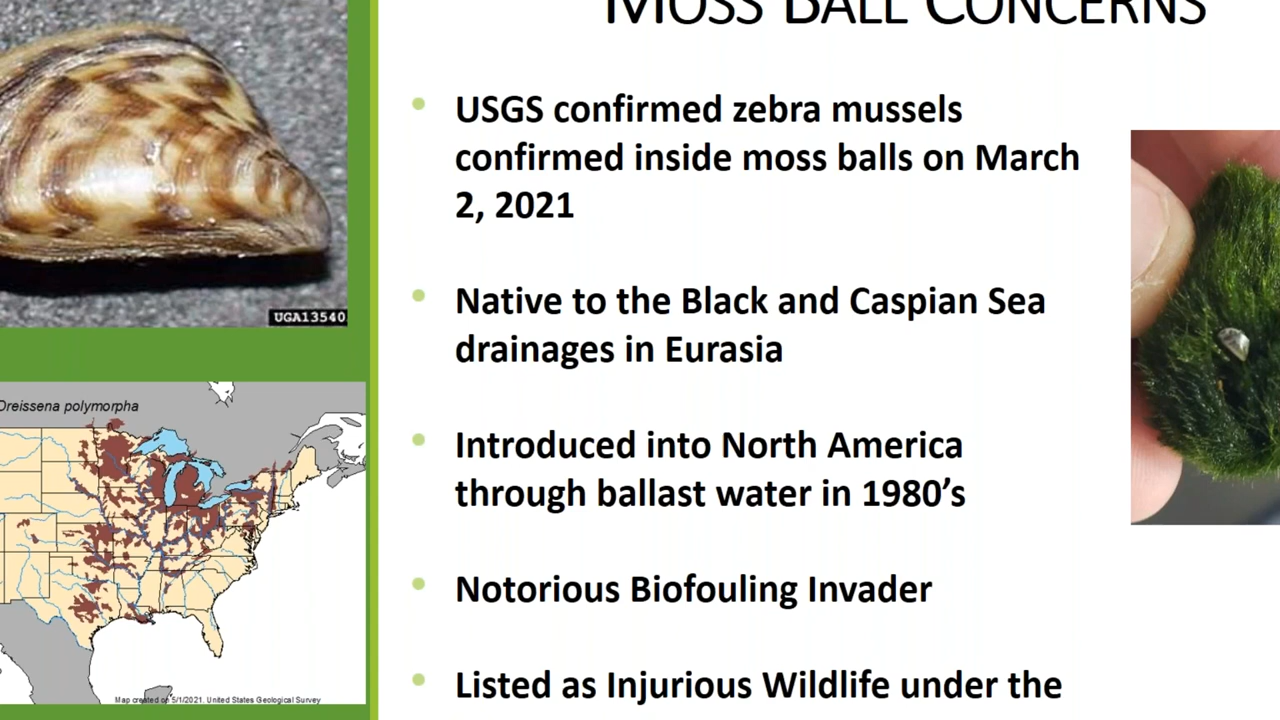 MOSS BALL CONCERNS
USGS confirmed zebra mussels
confirmed inside moss balls on March
2, 2021
Native to the Black and Caspian Sea
drainages in Eurasia
Introduced into North America
through ballast water in 1980’s
Notorious Biofouling Invader
Listed as Injurious Wildlife under the
UGA13540
Dreissena polymorpha
Map created on 5/1/2021. United States Geological Survey